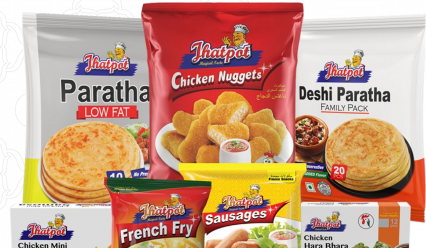 Jhatpot
Paratha
LOW FAT
10
Jhatpot
Chicken Nuggets
Jhatpot
Deshi Paratha
FAMILY PACK
20
Jhatpot
Chicken Mini
Jhatpot
French Fry
Jhatpot
Sausages
Jhatpot
Chicken
Hara Bhara